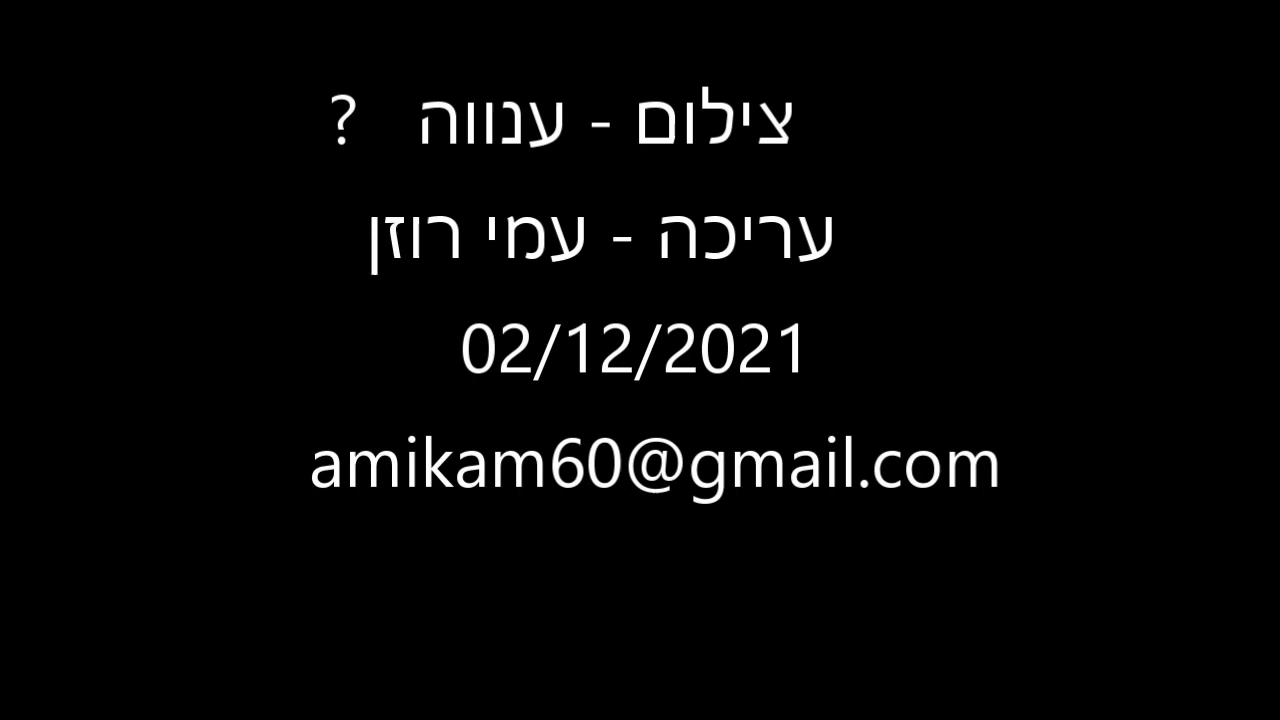 צילום - ענווה   ?
עריכה - עמי רוזן
02/12/2021
amikam60@gmail.com